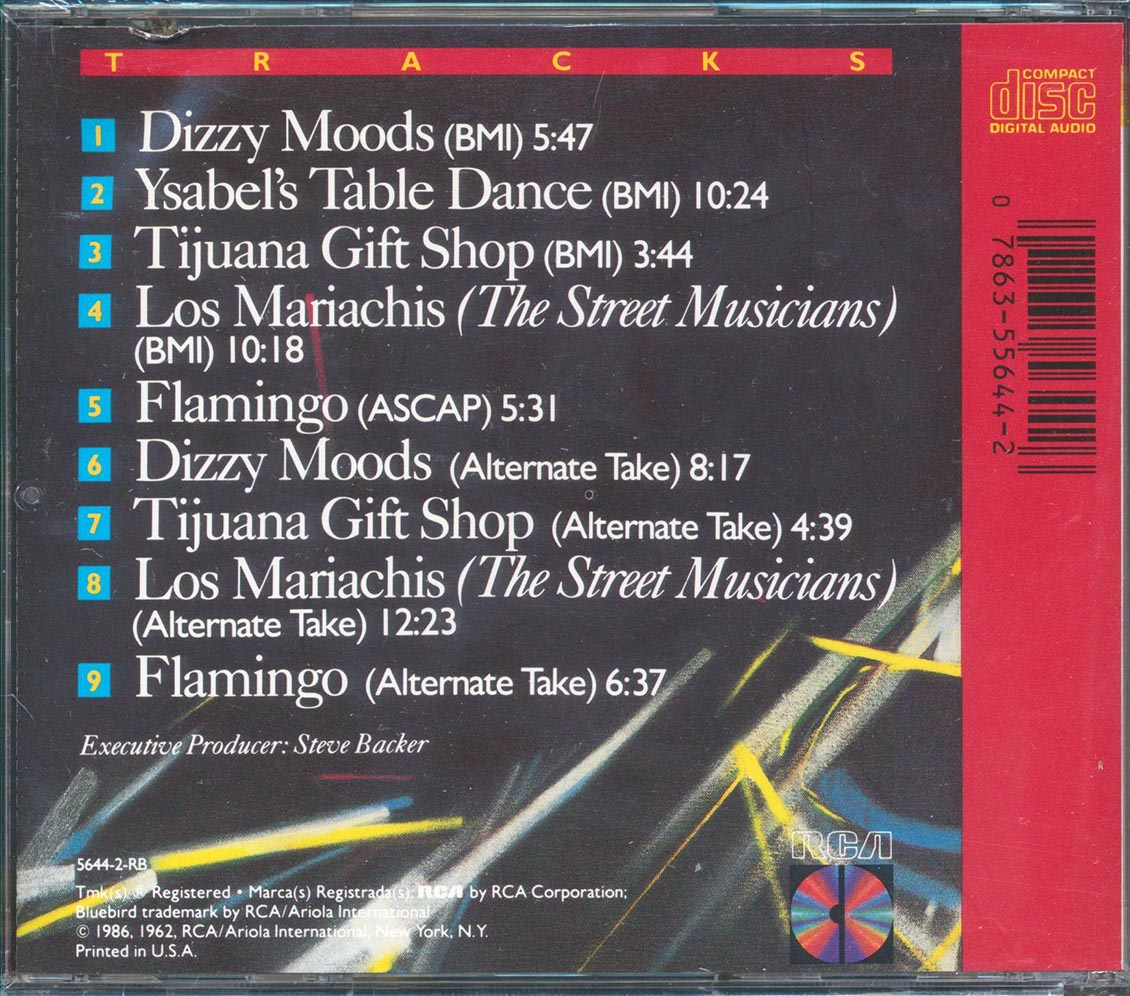 T R A C K S
1 Dizzy Moods (BMI) 5:47
2 Ysabel's Table Dance (BMI) 10:24
3 Tijuana Gift Shop (BMI) 3:44
4 Los Mariachis (The Street Musicians)
(BMI) 10:18
5 Flamingo (ASCAP) 5:31
6 Dizzy Moods (Alternate Take) 8:17
7 Tijuana Gift Shop (Alternate Take) 4:39
8 Los Mariachis (The Street Musicians)
(Alternate Take) 12:23
9 Flamingo (Alternate Take) 6:37
Executive Producer: Steve Backer
5644-2-RB
Tmk(s) ® Registered • Marca(s) Registrada(s): RCA by RCA Corporation;
Bluebird trademark by RCA/Ariola International
© 1986, 1962, RCA/Ariola International, New York, N.Y.
Printed in U.S.A.
RCA
COMPACT
disc
DIGITAL AUDIO
0 7863-55644-2